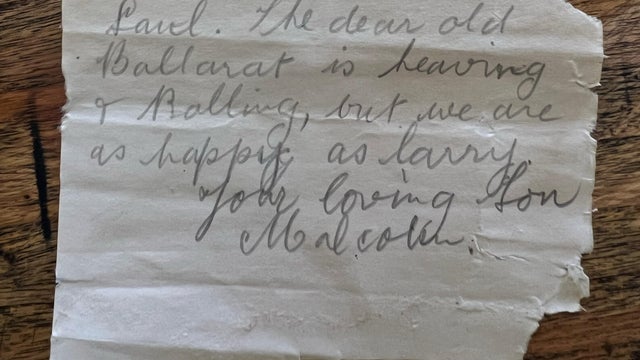 Paul. The dear old
Ballarat is heaving
& Rolling, but we are
as happy as larry.
Your loving Son
Malcolm.